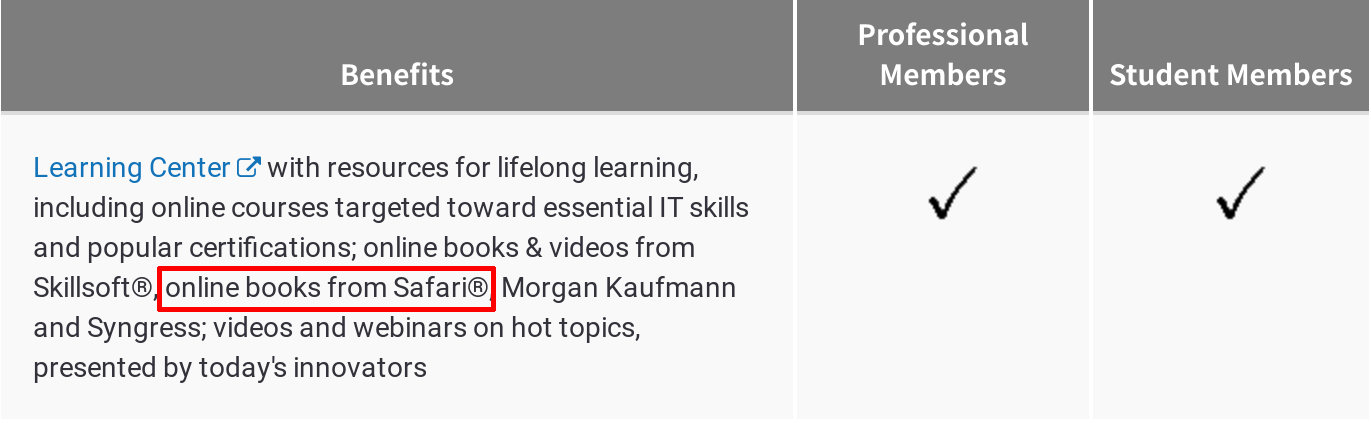 Benefits
Professional
Members
Student Members
Learning Center with resources for lifelong learning,
including online courses targeted toward essential IT skills
and popular certifications; online books & videos from
Skillsoft®, online books from Safari®, Morgan Kaufmann
and Syngress; videos and webinars on hot topics,
presented by today's innovators